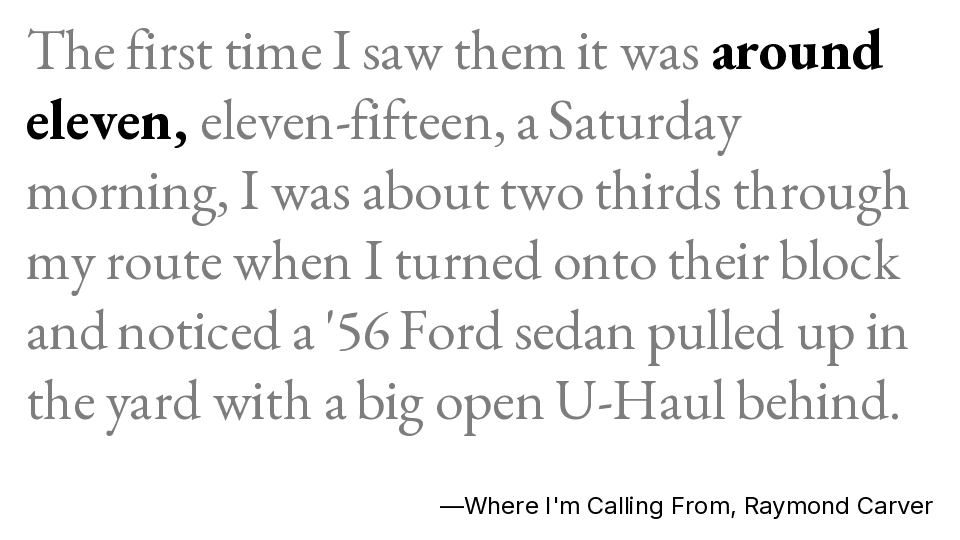 The first time I saw them it was around
eleven, eleven-fifteen, a Saturday
morning, I was about two thirds through
my route when I turned onto their block
and noticed a '56 Ford sedan pulled up in
the yard with a big open U-Haul behind.
—Where I'm Calling From, Raymond Carver